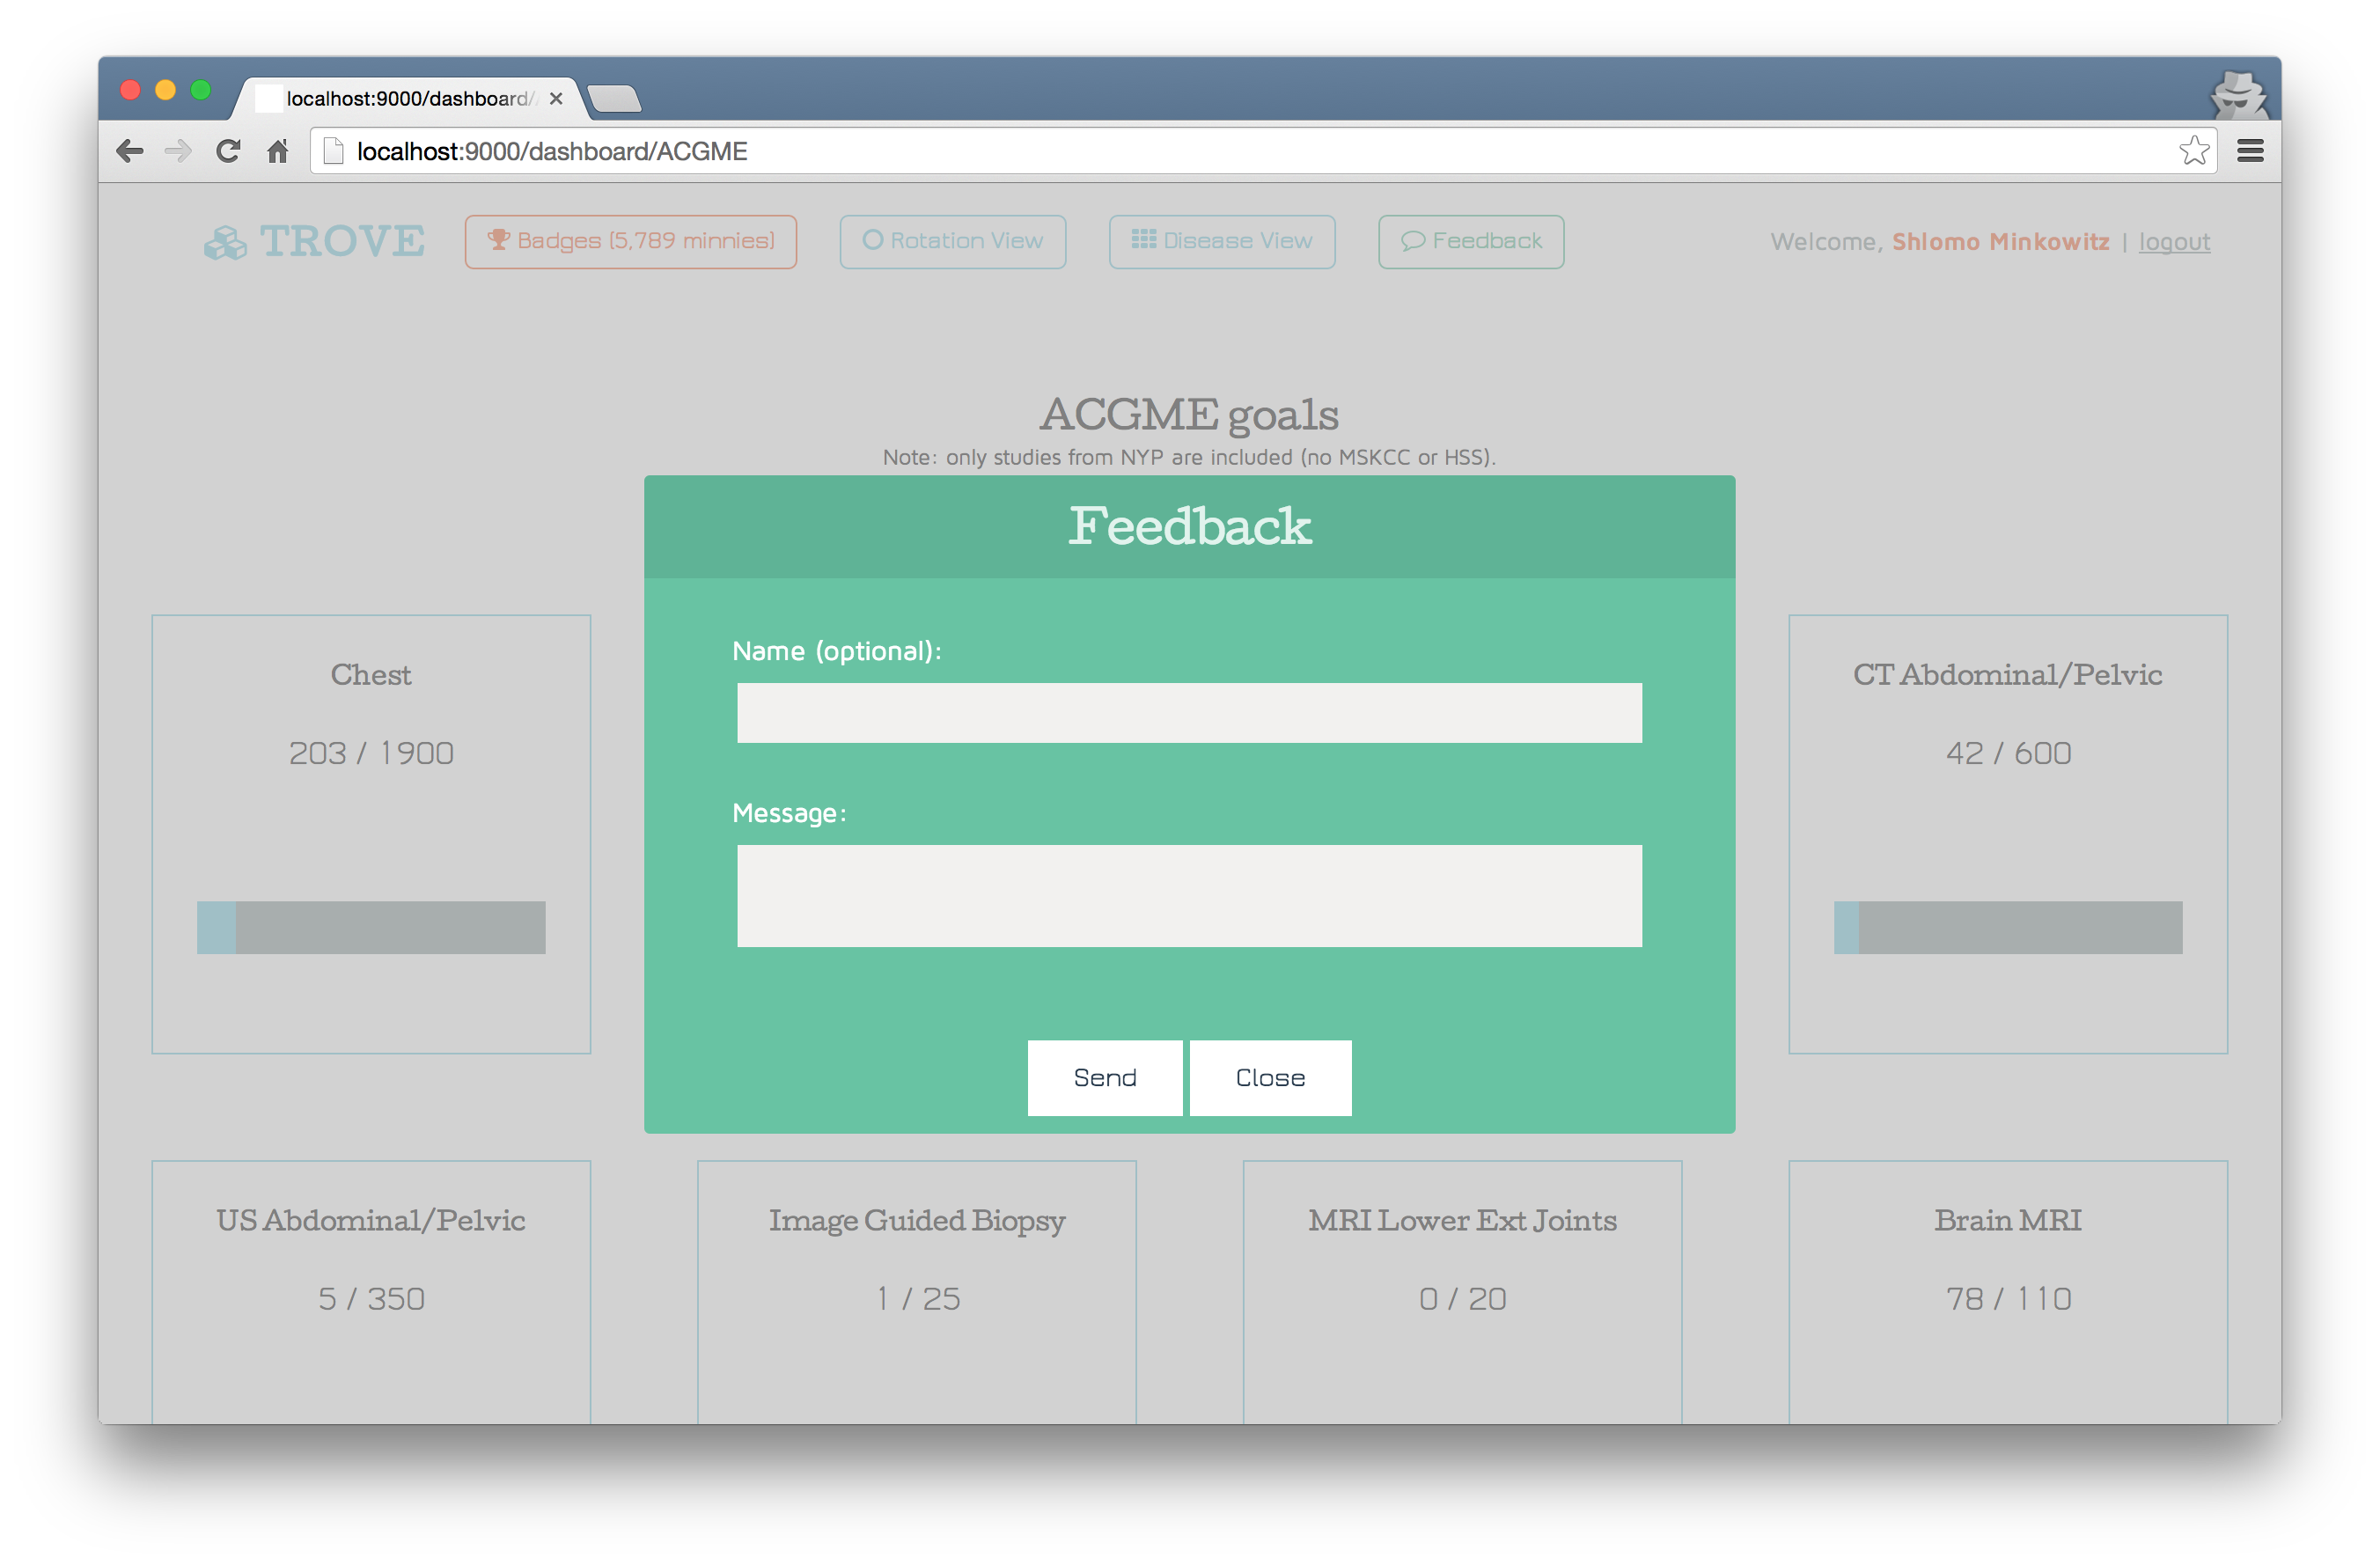 localhost:9000/dashboard/
localhost:9000/dashboard/ACGME
TROVE
Badges (5,789 minnies)
Rotation View
Disease View
Feedback
Welcome, Shlomo Minkowitz | logout
ACGME goals
Note: only studies from NYP are included (no MSKCC or HSS).
Feedback
Name (optional):
Message:
Send
Close
Chest
203 / 1900
CT Abdominal/Pelvic
42 / 600
US Abdominal/Pelvic
5 / 350
Image Guided Biopsy
1 / 25
MRI Lower Ext Joints
0 / 20
Brain MRI
78 / 110